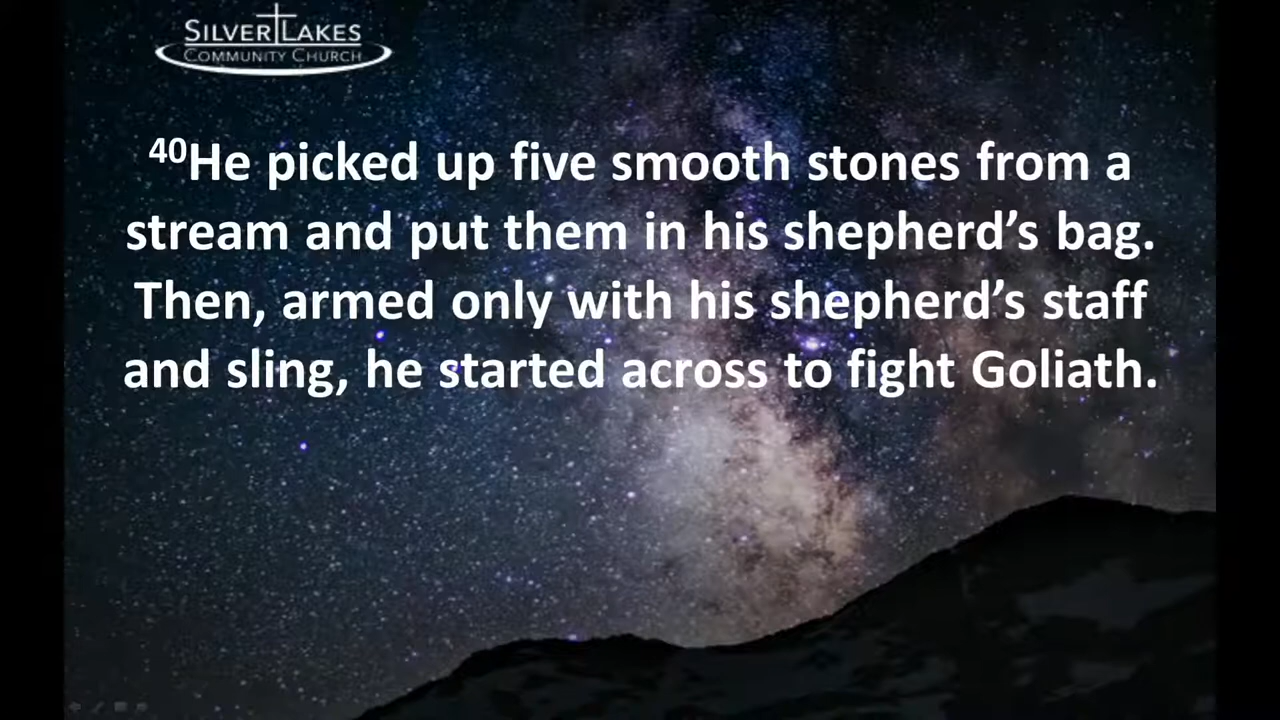 SILVER LAKES
COMMUNITY CHURCH
40He picked up five smooth stones from a
stream and put them in his shepherd’s bag.
Then, armed only with his shepherd’s staff
and sling, he started across to fight Goliath.